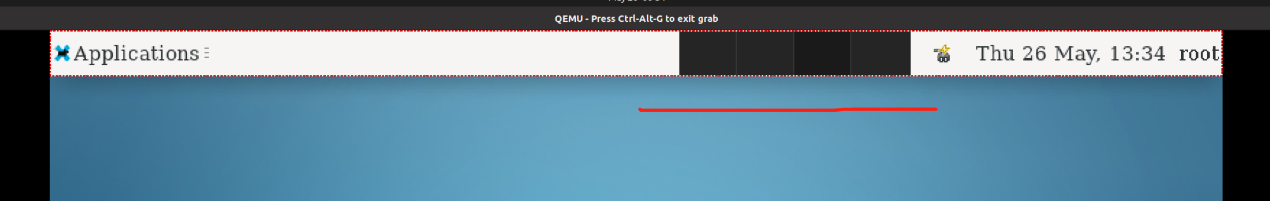 QEMU - Press Ctrl-Alt-G to exit grab
Applications
Thu 26 May, 13:34 root